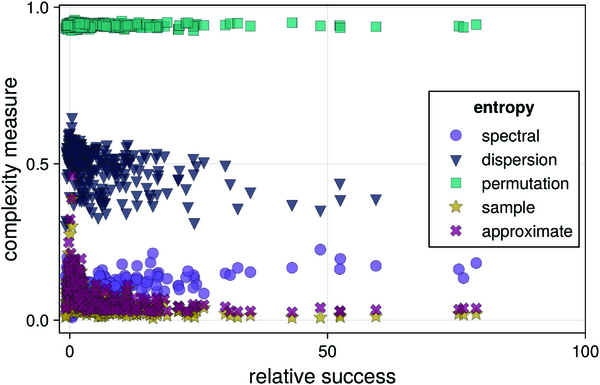 1.0
0.5
0.0
complexity measure
entropy
spectral
dispersion
permutation
sample
approximate
0
50
100
relative success